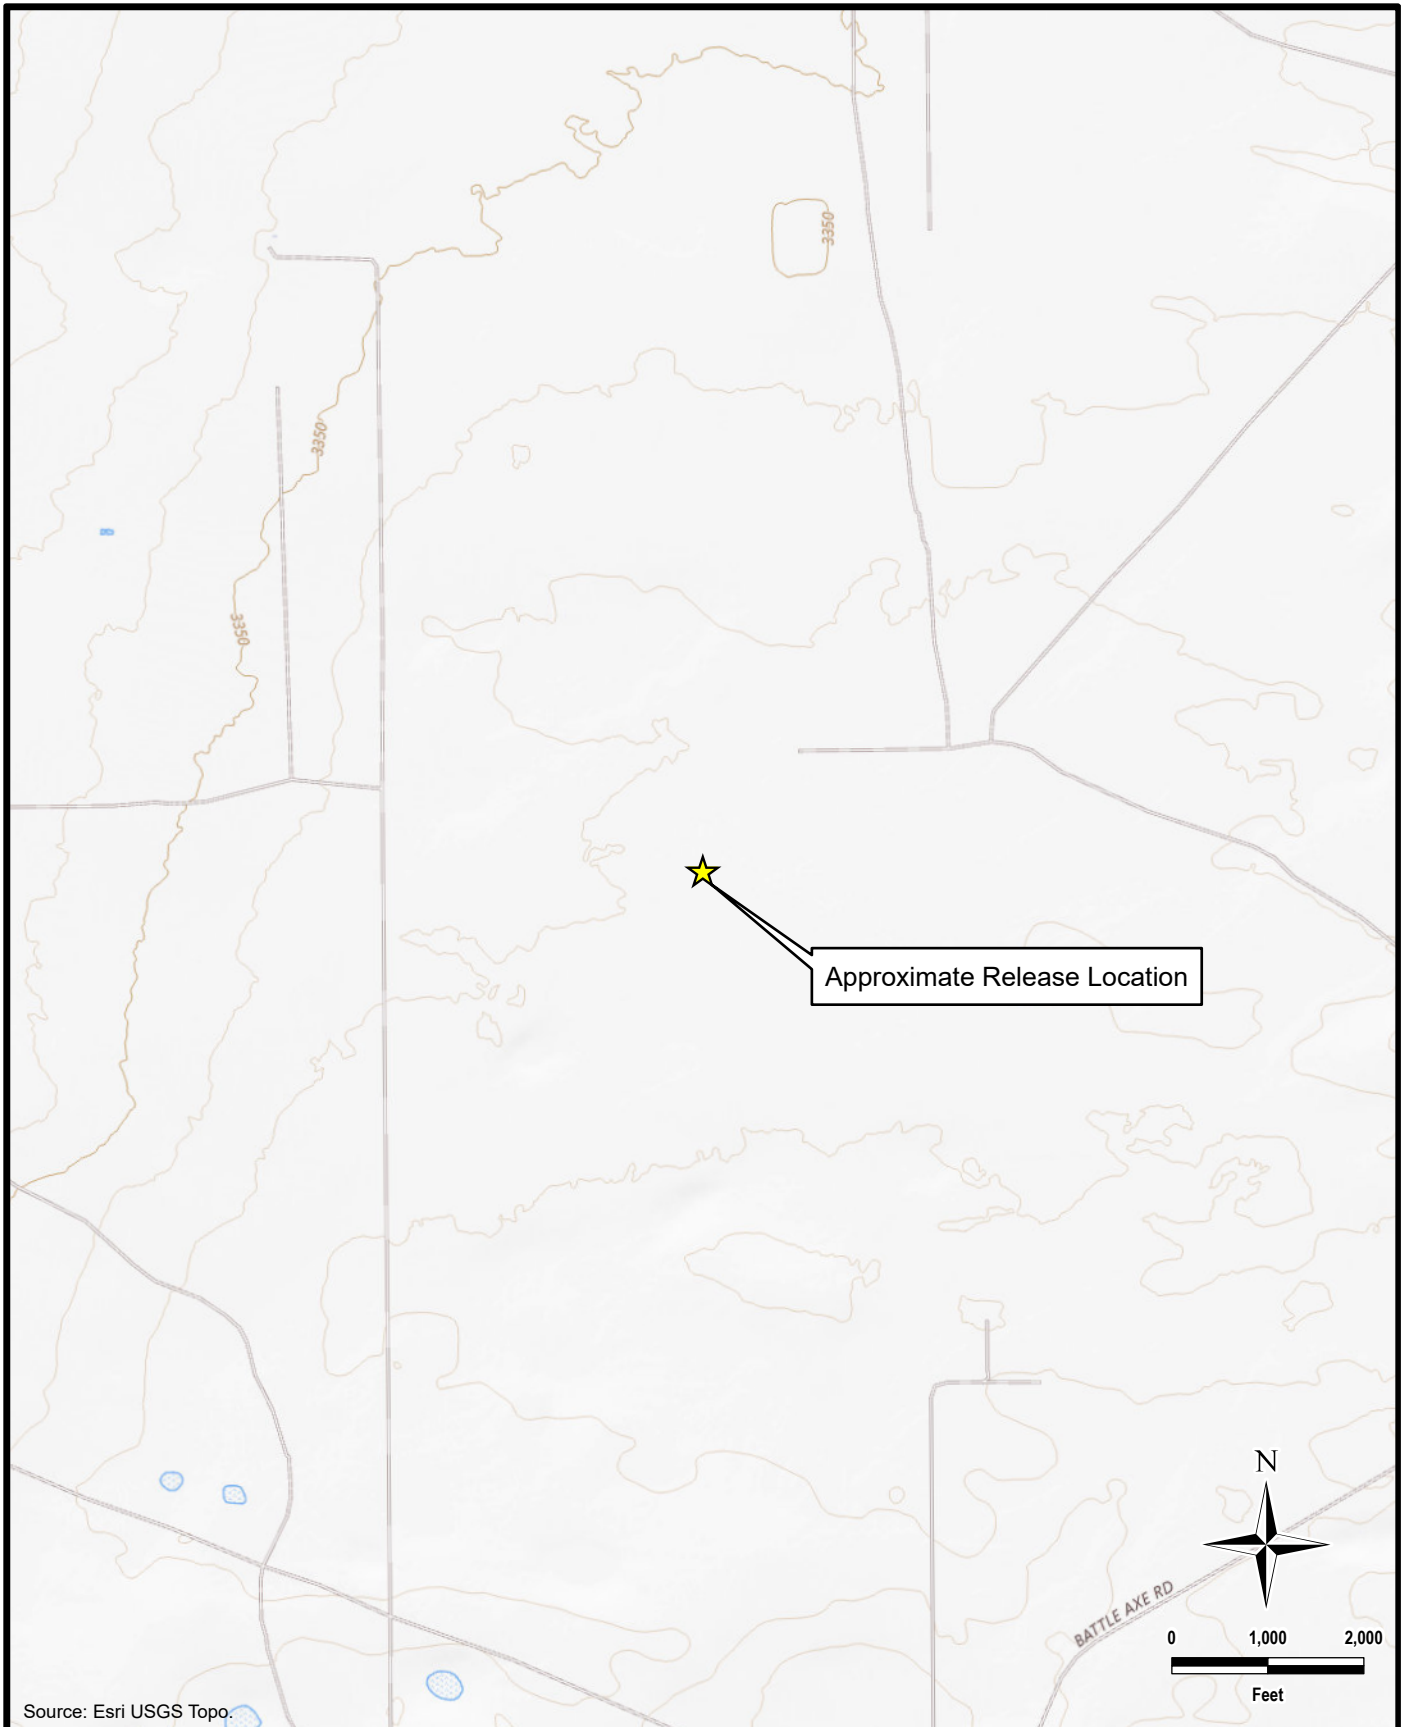 3350
3350
3350
Approximate Release Location
N
BATTLE AXE RD
0 1,000 2,000
Feet
Source: Esri USGS Topo.